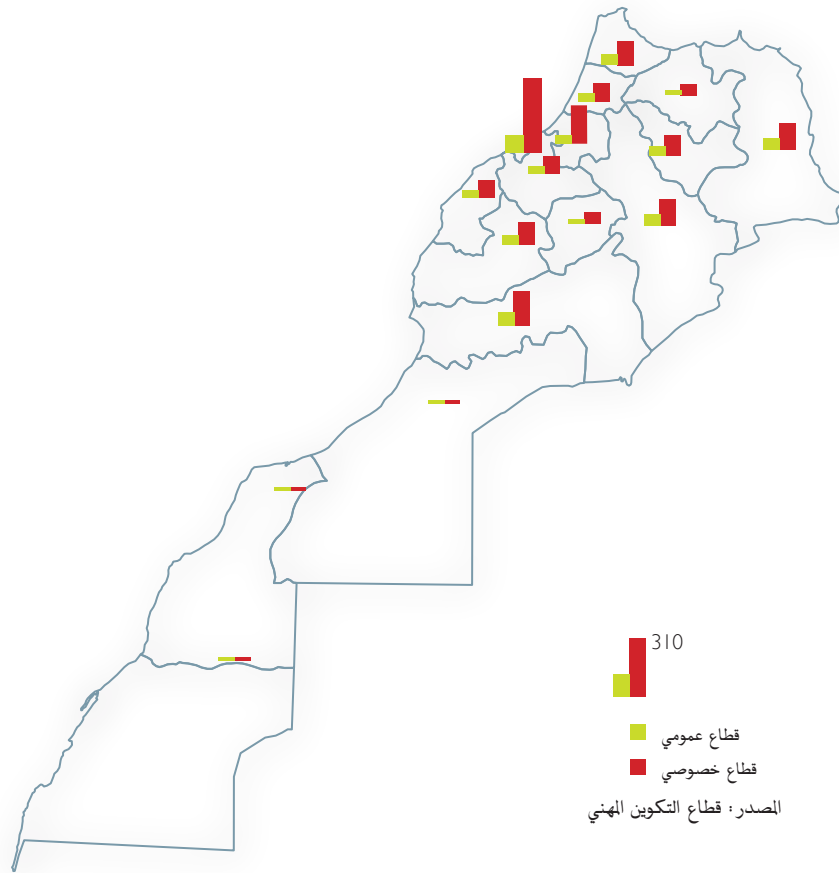 310
قطاع عمومي
قطاع خصوصي
المصدر: قطاع التكوين المهني